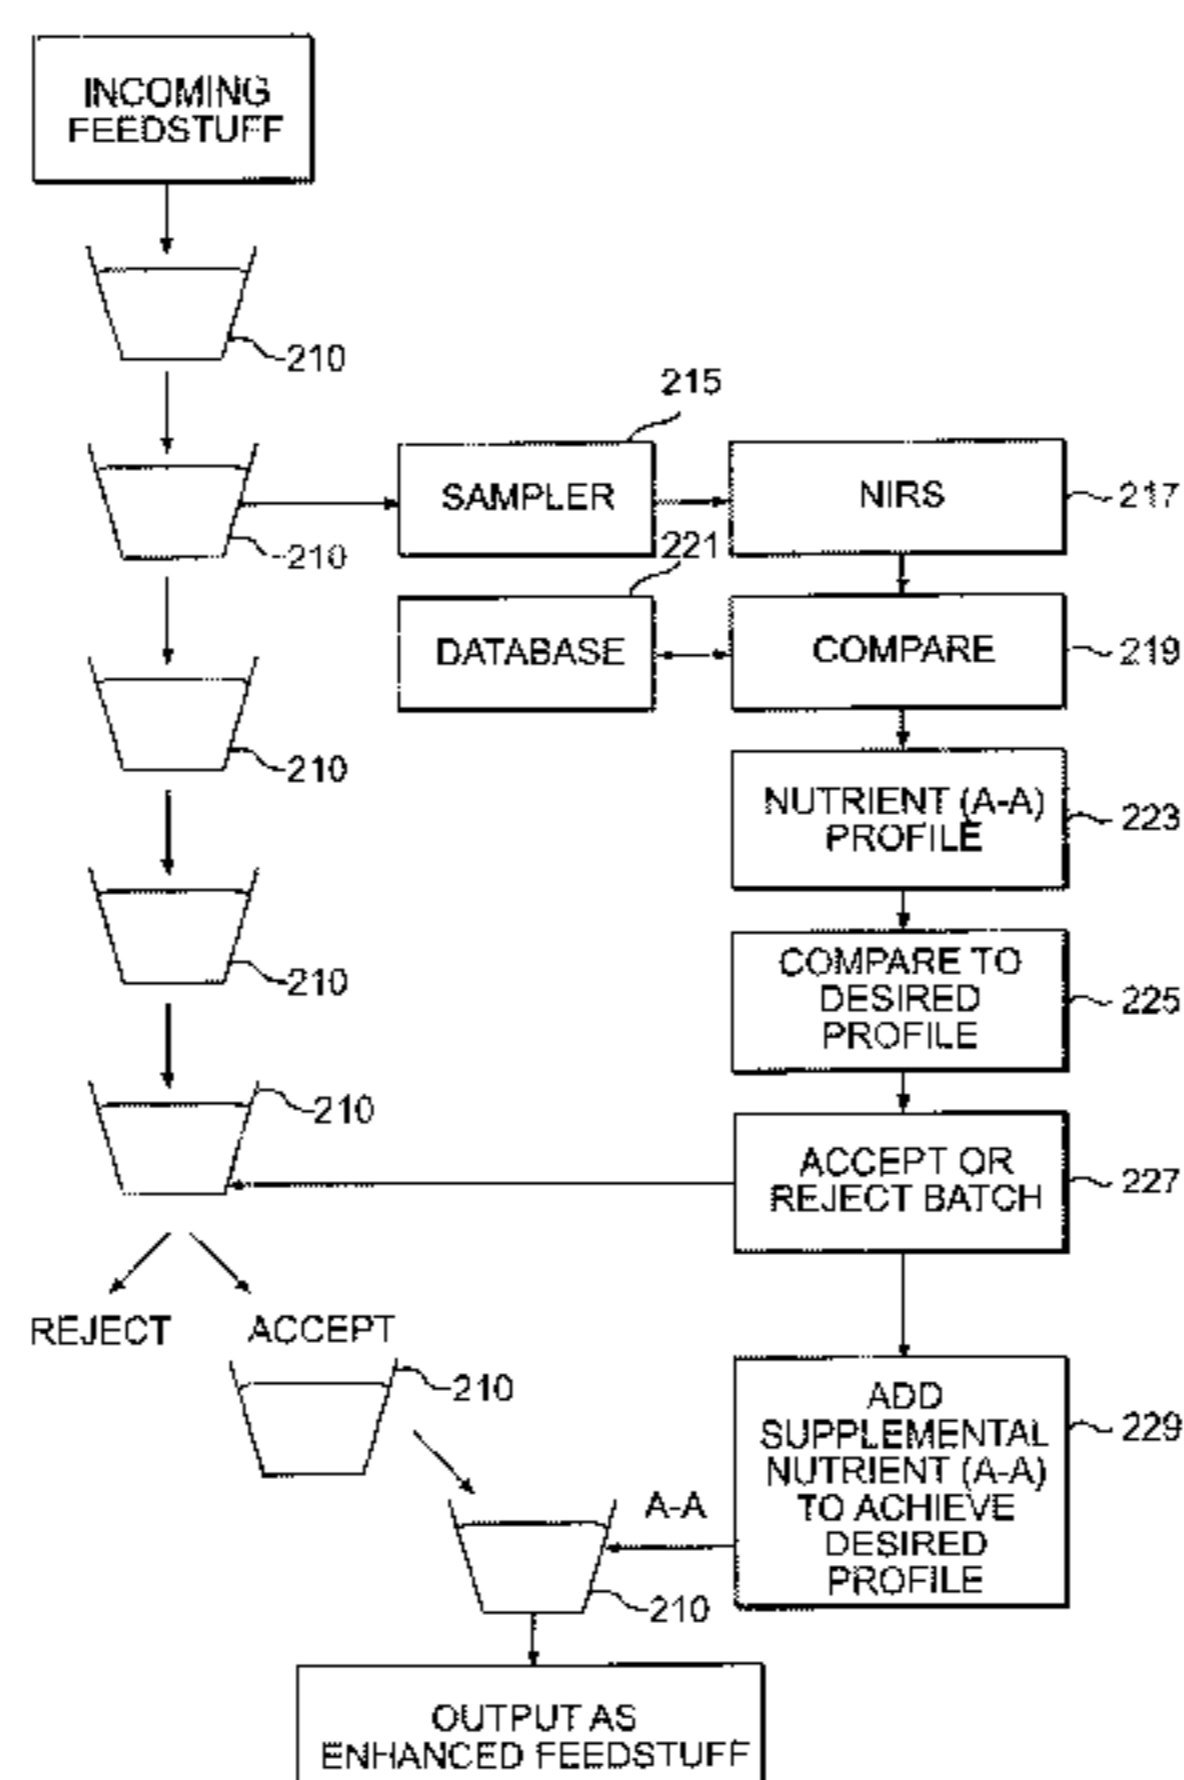 INCOMING
FEEDSTUFF
210
215
SAMPLER
NIRS
217
210
221
DATABASE
COMPARE
219
210
NUTRIENT (A-A)
PROFILE
223
210
COMPARE TO
DESIRED
PROFILE
225
210
ACCEPT OR
REJECT BATCH
227
REJECT
ACCEPT
210
ADD
SUPPLEMENTAL
NUTRIENT (A-A)
TO ACHIEVE
DESIRED
PROFILE
229
A-A
210
OUTPUT AS
ENHANCED FEEDSTUFF